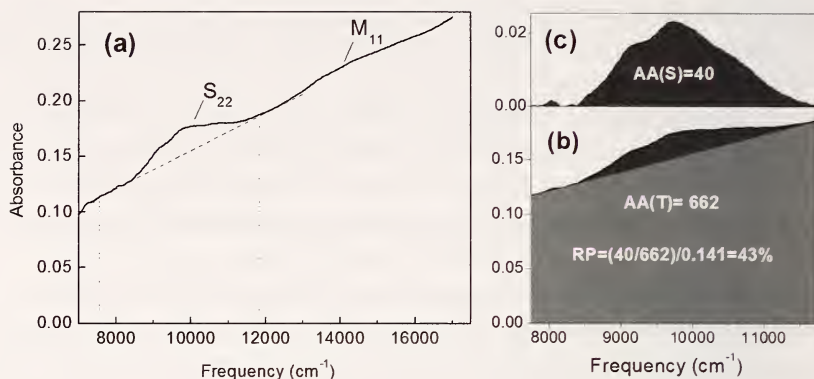 (a)
M11
S22
Absorbance
0.25
0.20
0.15
0.10
0.05
0.00
8000 10000 12000 14000 16000
Frequency (cm-1)
(c)
0.02
0.00
AA(S)=40
(b)
0.15
0.10
0.05
0.00
AA(T)= 662
RP=(40/662)/0.141=43%
8000 9000 10000 11000
Frequency (cm-1)